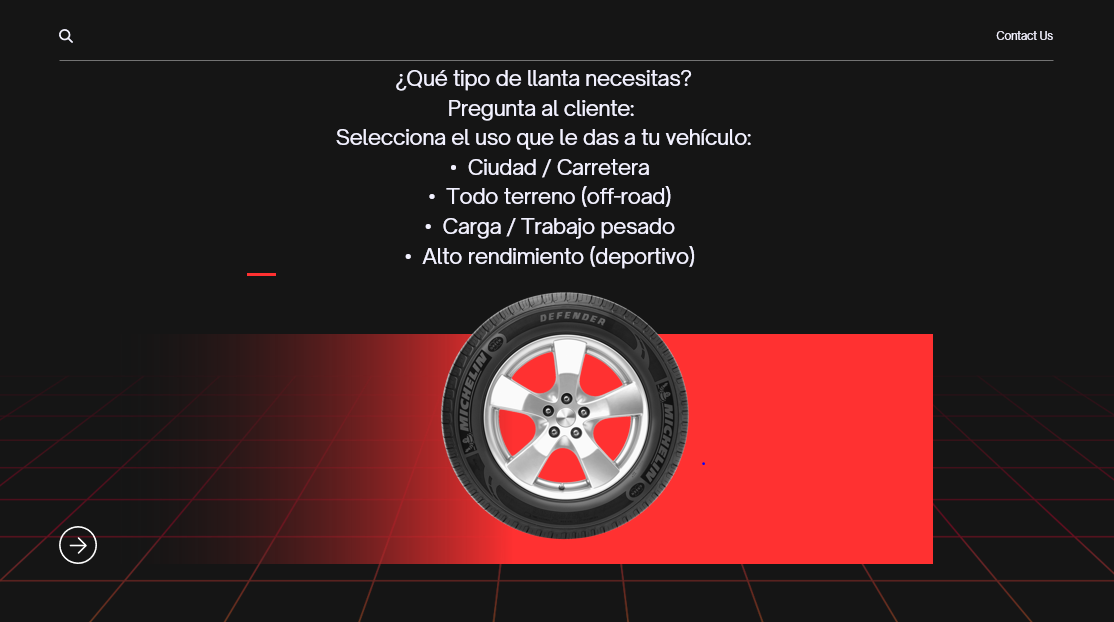 Contact Us
¿Qué tipo de llanta necesitas?
Pregunta al cliente:
Selecciona el uso que le das a tu vehículo:
• Ciudad / Carretera
• Todo terreno (off-road)
• Carga / Trabajo pesado
• Alto rendimiento (deportivo)
DEFENDER
MICHELIN
MICHELIN